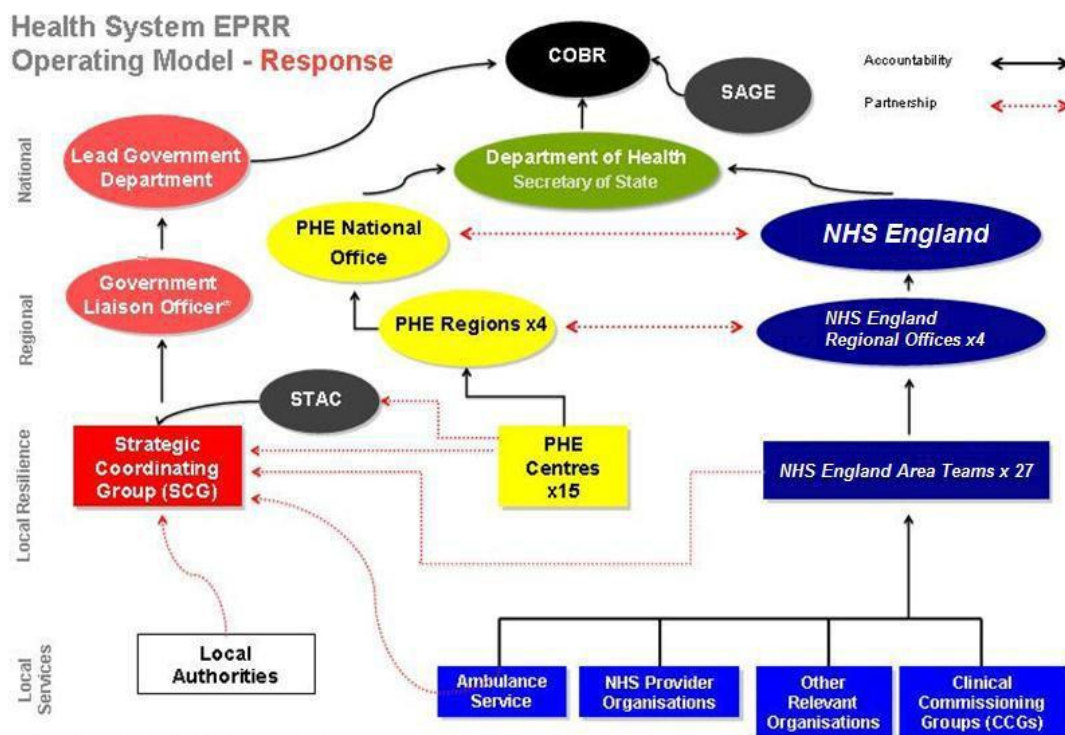 Health System EPRR
Operating Model - Response
COBR
SAGE
Accountability
Partnership
National
Lead Government
Department
Department of Health
Secretary of State
PHE National
Office
NHS England
Regional
Government
Liaison Officer*
PHE Regions x4
NHS England
Regional Offices x4
STAC
Local Resilience
Strategic
Coordinating
Group (SCG)
PHE
Centres
x15
NHS England Area Teams x 27
Local
Services
Local
Authorities
Ambulance
Service
NHS Provider
Organisations
Other
Relevant
Organisations
Clinical
Commissioning
Groups (CCGs)